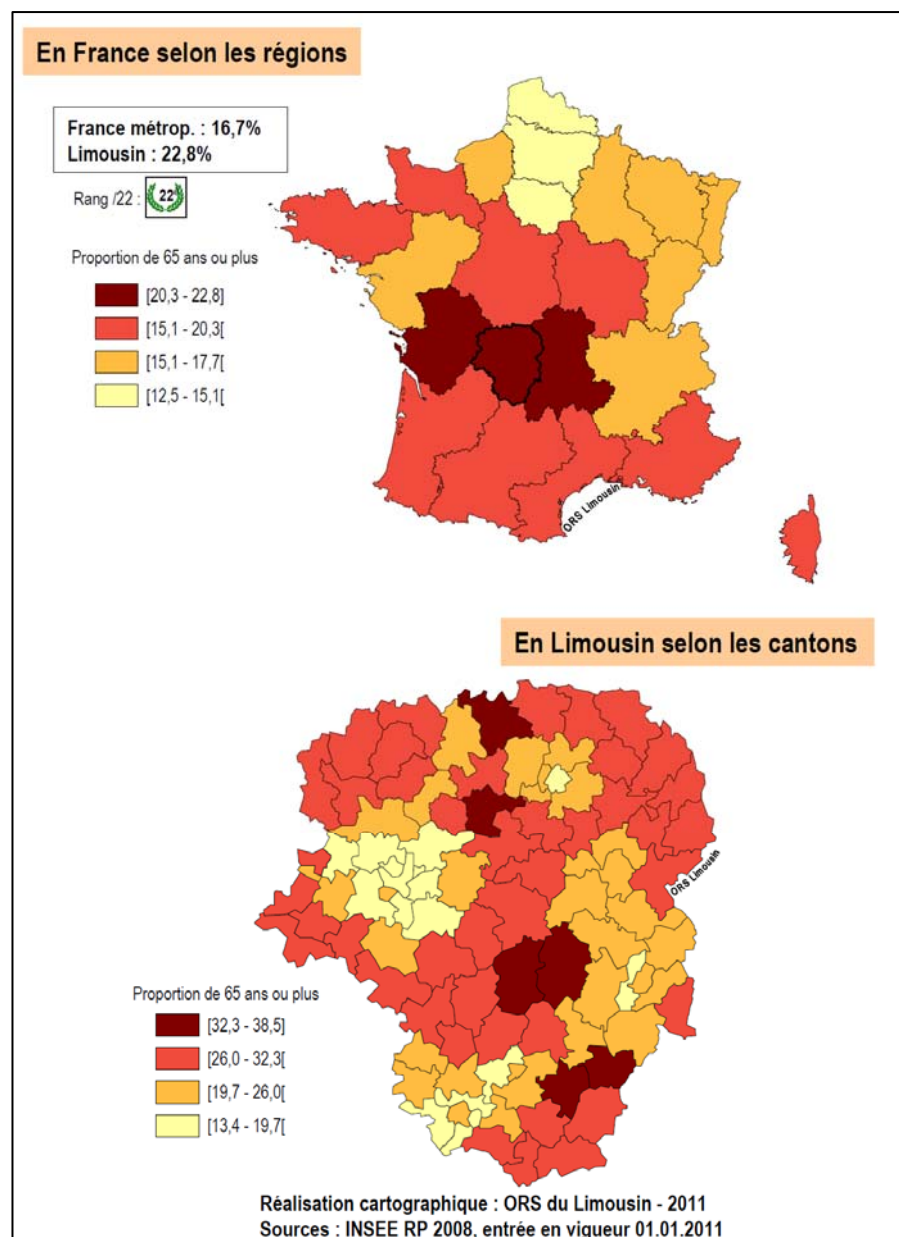 En France selon les régions
France métrop. : 16,7%
Limousin : 22,8%
Rang /22 : 22
Proportion de 65 ans ou plus
[20,3 - 22,8]
[15,1 - 20,3[
[15,1 - 17,7[
[12,5 - 15,1[
ORS Limousin
En Limousin selon les cantons
ORS Limousin
Proportion de 65 ans ou plus
[32,3 - 38,5]
[26,0 - 32,3[
[19,7 - 26,0[
[13,4 - 19,7[
Réalisation cartographique : ORS du Limousin - 2011
Sources : INSEE RP 2008, entrée en vigueur 01.01.2011